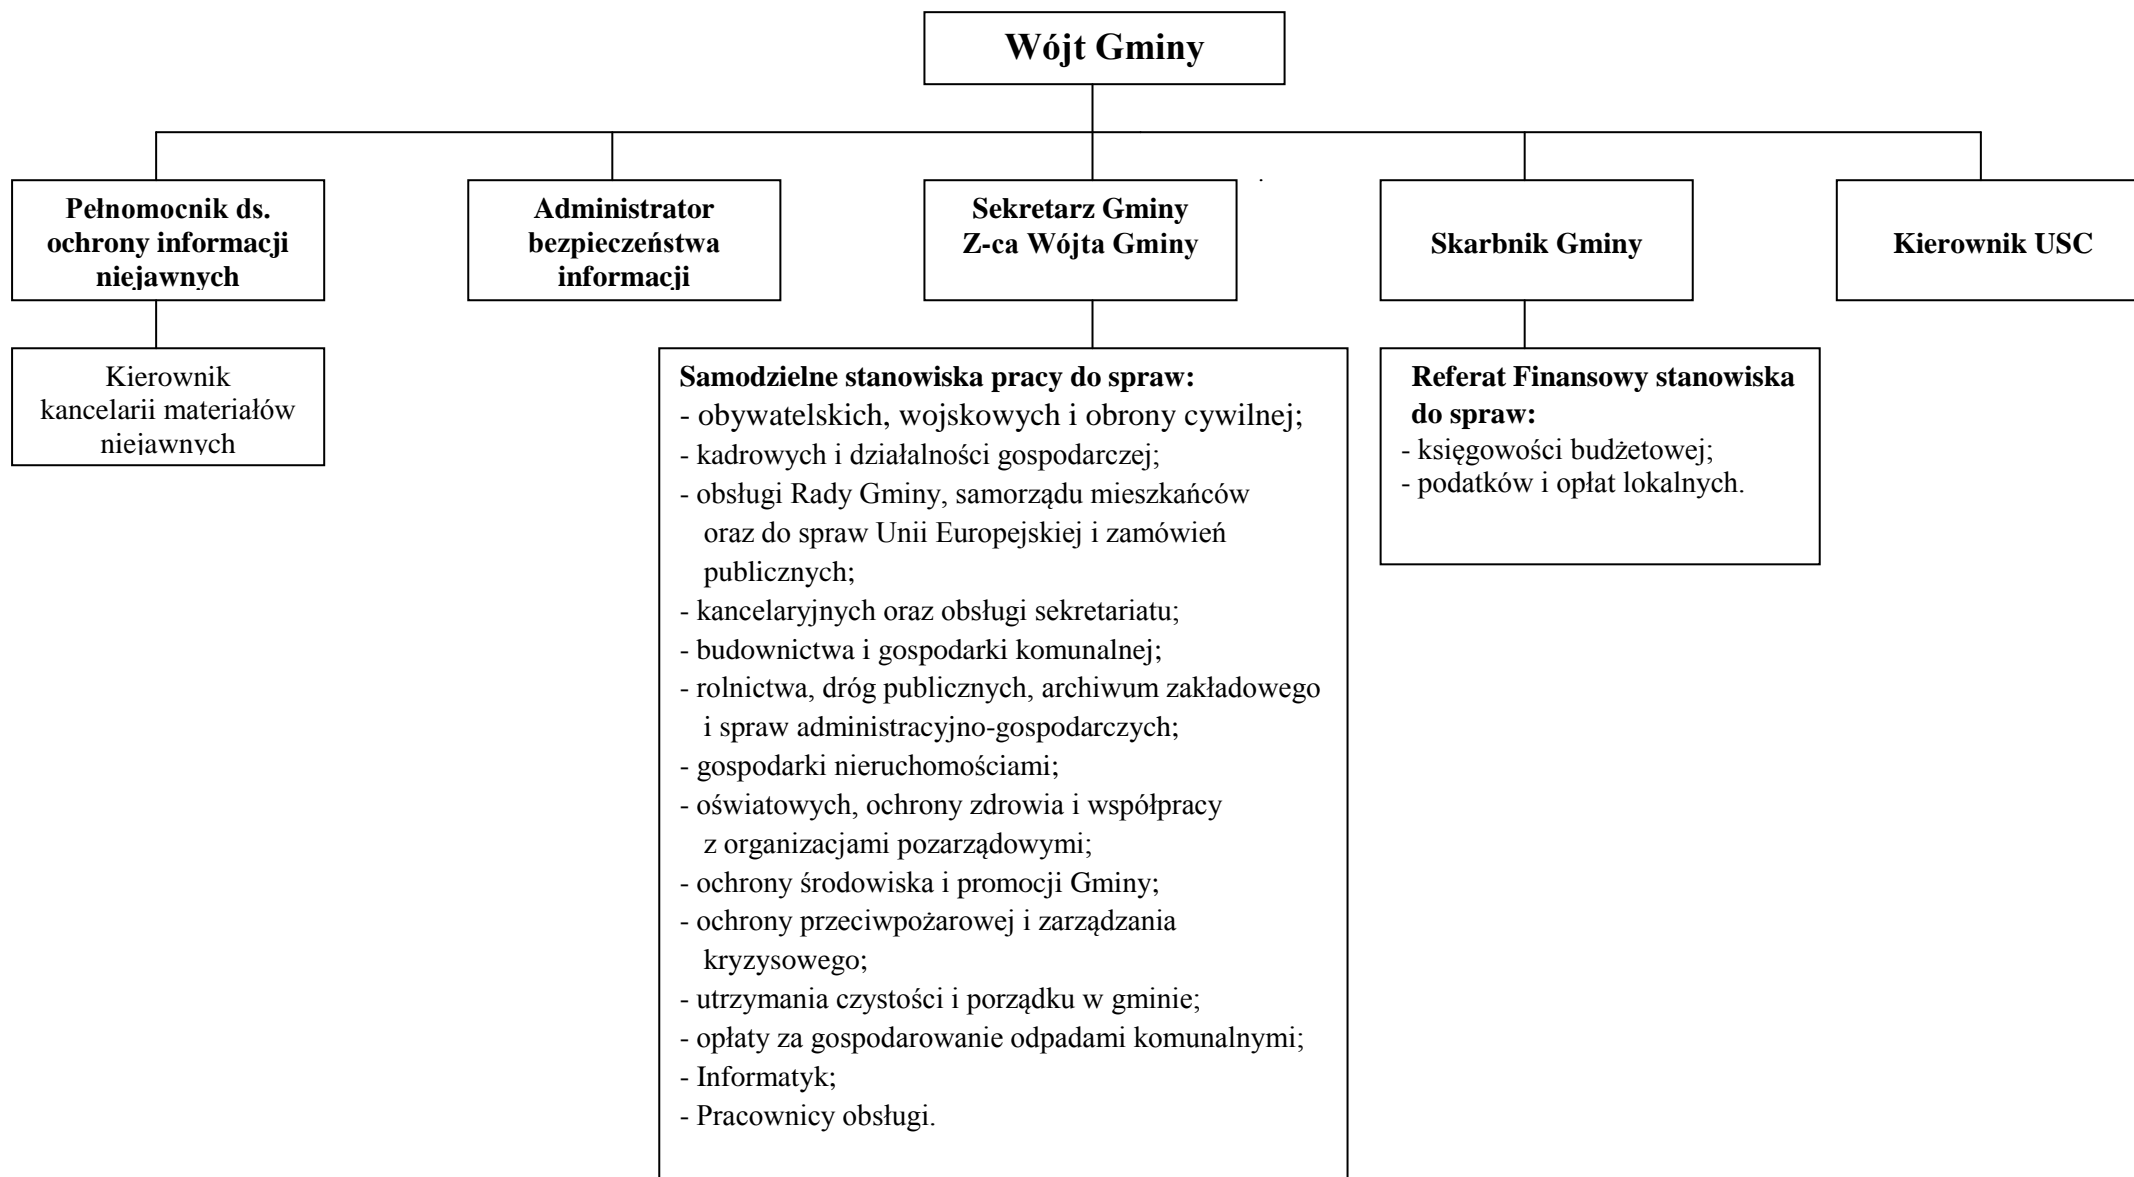 Wójt Gminy
Pełnomocnik ds.
ochrony informacji
niejawnych
Administrator
bezpieczeństwa
informacji
Sekretarz Gminy
Z-ca Wójta Gminy
Skarbnik Gminy
Kierownik USC
Kierownik
kancelarii materiałów
niejawnych
Samodzielne stanowiska pracy do spraw:
- obywatelskich, wojskowych i obrony cywilnej;
- kadrowych i działalności gospodarczej;
- obsługi Rady Gminy, samorządu mieszkańców
oraz do spraw Unii Europejskiej i zamówień
publicznych;
- kancelaryjnych oraz obsługi sekretariatu;
- budownictwa i gospodarki komunalnej;
- rolnictwa, dróg publicznych, archiwum zakładowego
i spraw administracyjno-gospodarczych;
- gospodarki nieruchomościami;
- oświatowych, ochrony zdrowia i współpracy
z organizacjami pozarządowymi;
- ochrony środowiska i promocji Gminy;
- ochrony przeciwpożarowej i zarządzania
kryzysowego;
- utrzymania czystości i porządku w gminie;
- opłaty za gospodarowanie odpadami komunalnymi;
- Informatyk;
- Pracownicy obsługi.
Referat Finansowy stanowiska
do spraw:
- księgowości budżetowej;
- podatków i opłat lokalnych.